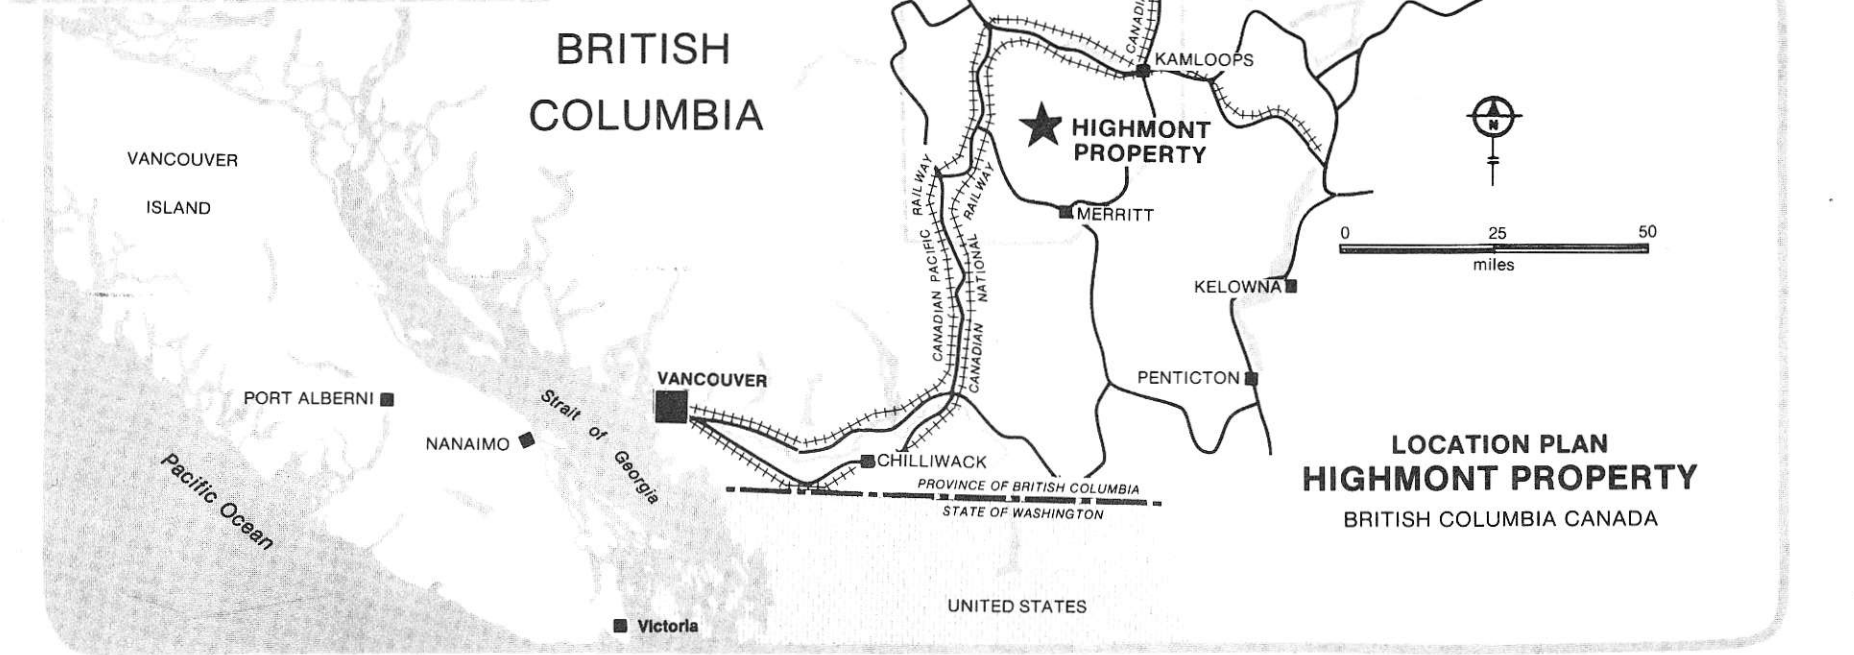 BRITISH
COLUMBIA
CANADI
KAMLOOPS
HIGHMONT
PROPERTY
N
VANCOUVER
ISLAND
RAILWAY
RAILWAY
MERRITT
0 25 50
miles
CANADIAN PACIFIC
CANADIAN NATIONAL
KELOWNA
VANCOUVER
PENTICTON
PORT ALBERNI
NANAIMO
Strait of Georgia
CHILLIWACK
Pacific Ocean
PROVINCE OF BRITISH COLUMBIA
STATE OF WASHINGTON
LOCATION PLAN
HIGHMONT PROPERTY
BRITISH COLUMBIA CANADA
UNITED STATES
Victoria